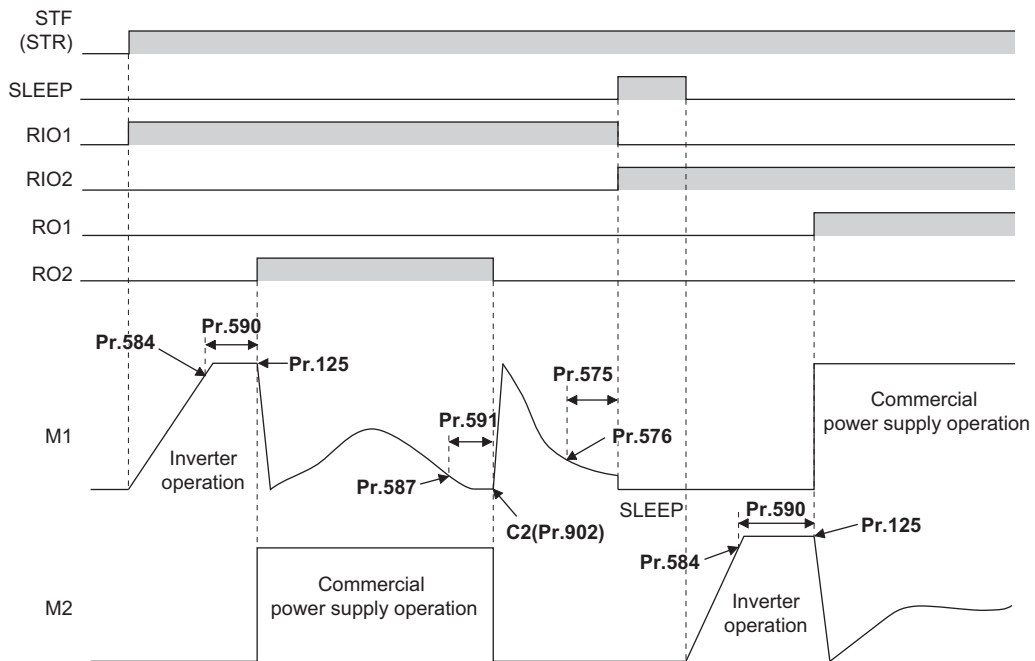 STF
(STR)
SLEEP
RIO1
RIO2
RO1
RO2
Pr.590
Pr.584
Pr.125
Pr.575
Pr.591
Pr.576
Commercial
power supply operation
M1
Inverter
operation
Pr.587
SLEEP
Pr.590
C2(Pr.902)
Pr.125
Pr.584
M2
Commercial
power supply operation
Inverter
operation